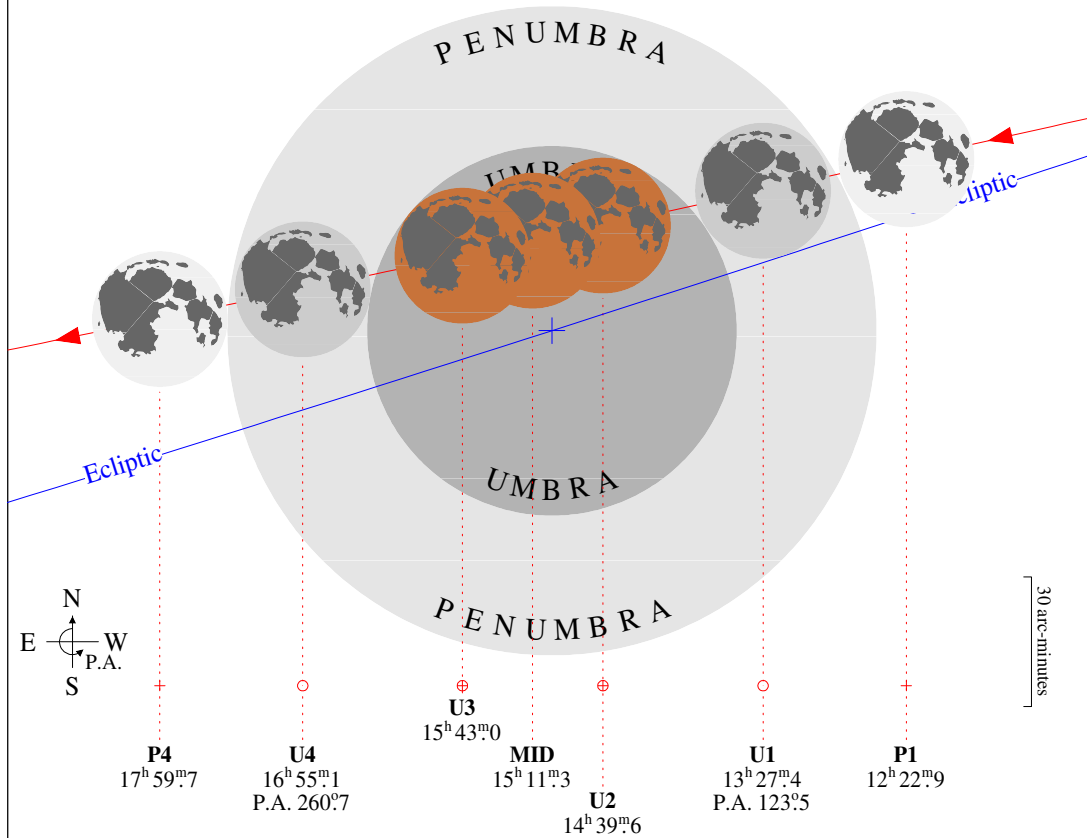 PENUMBRA
UMBR
cliptic
Ecliptic
UMBRA
PENUMBRA
N
E W
P.A.
S
30 arc-minutes
U3
15ʰ 43ᵐ.0
P4
17ʰ 59ᵐ.7
U4
16ʰ 55ᵐ.1
P.A. 260°.7
MID
15ʰ 11ᵐ.3
U2
14ʰ 39ᵐ.6
U1
13ʰ 27ᵐ.4
P.A. 123°.5
P1
12ʰ 22ᵐ.9